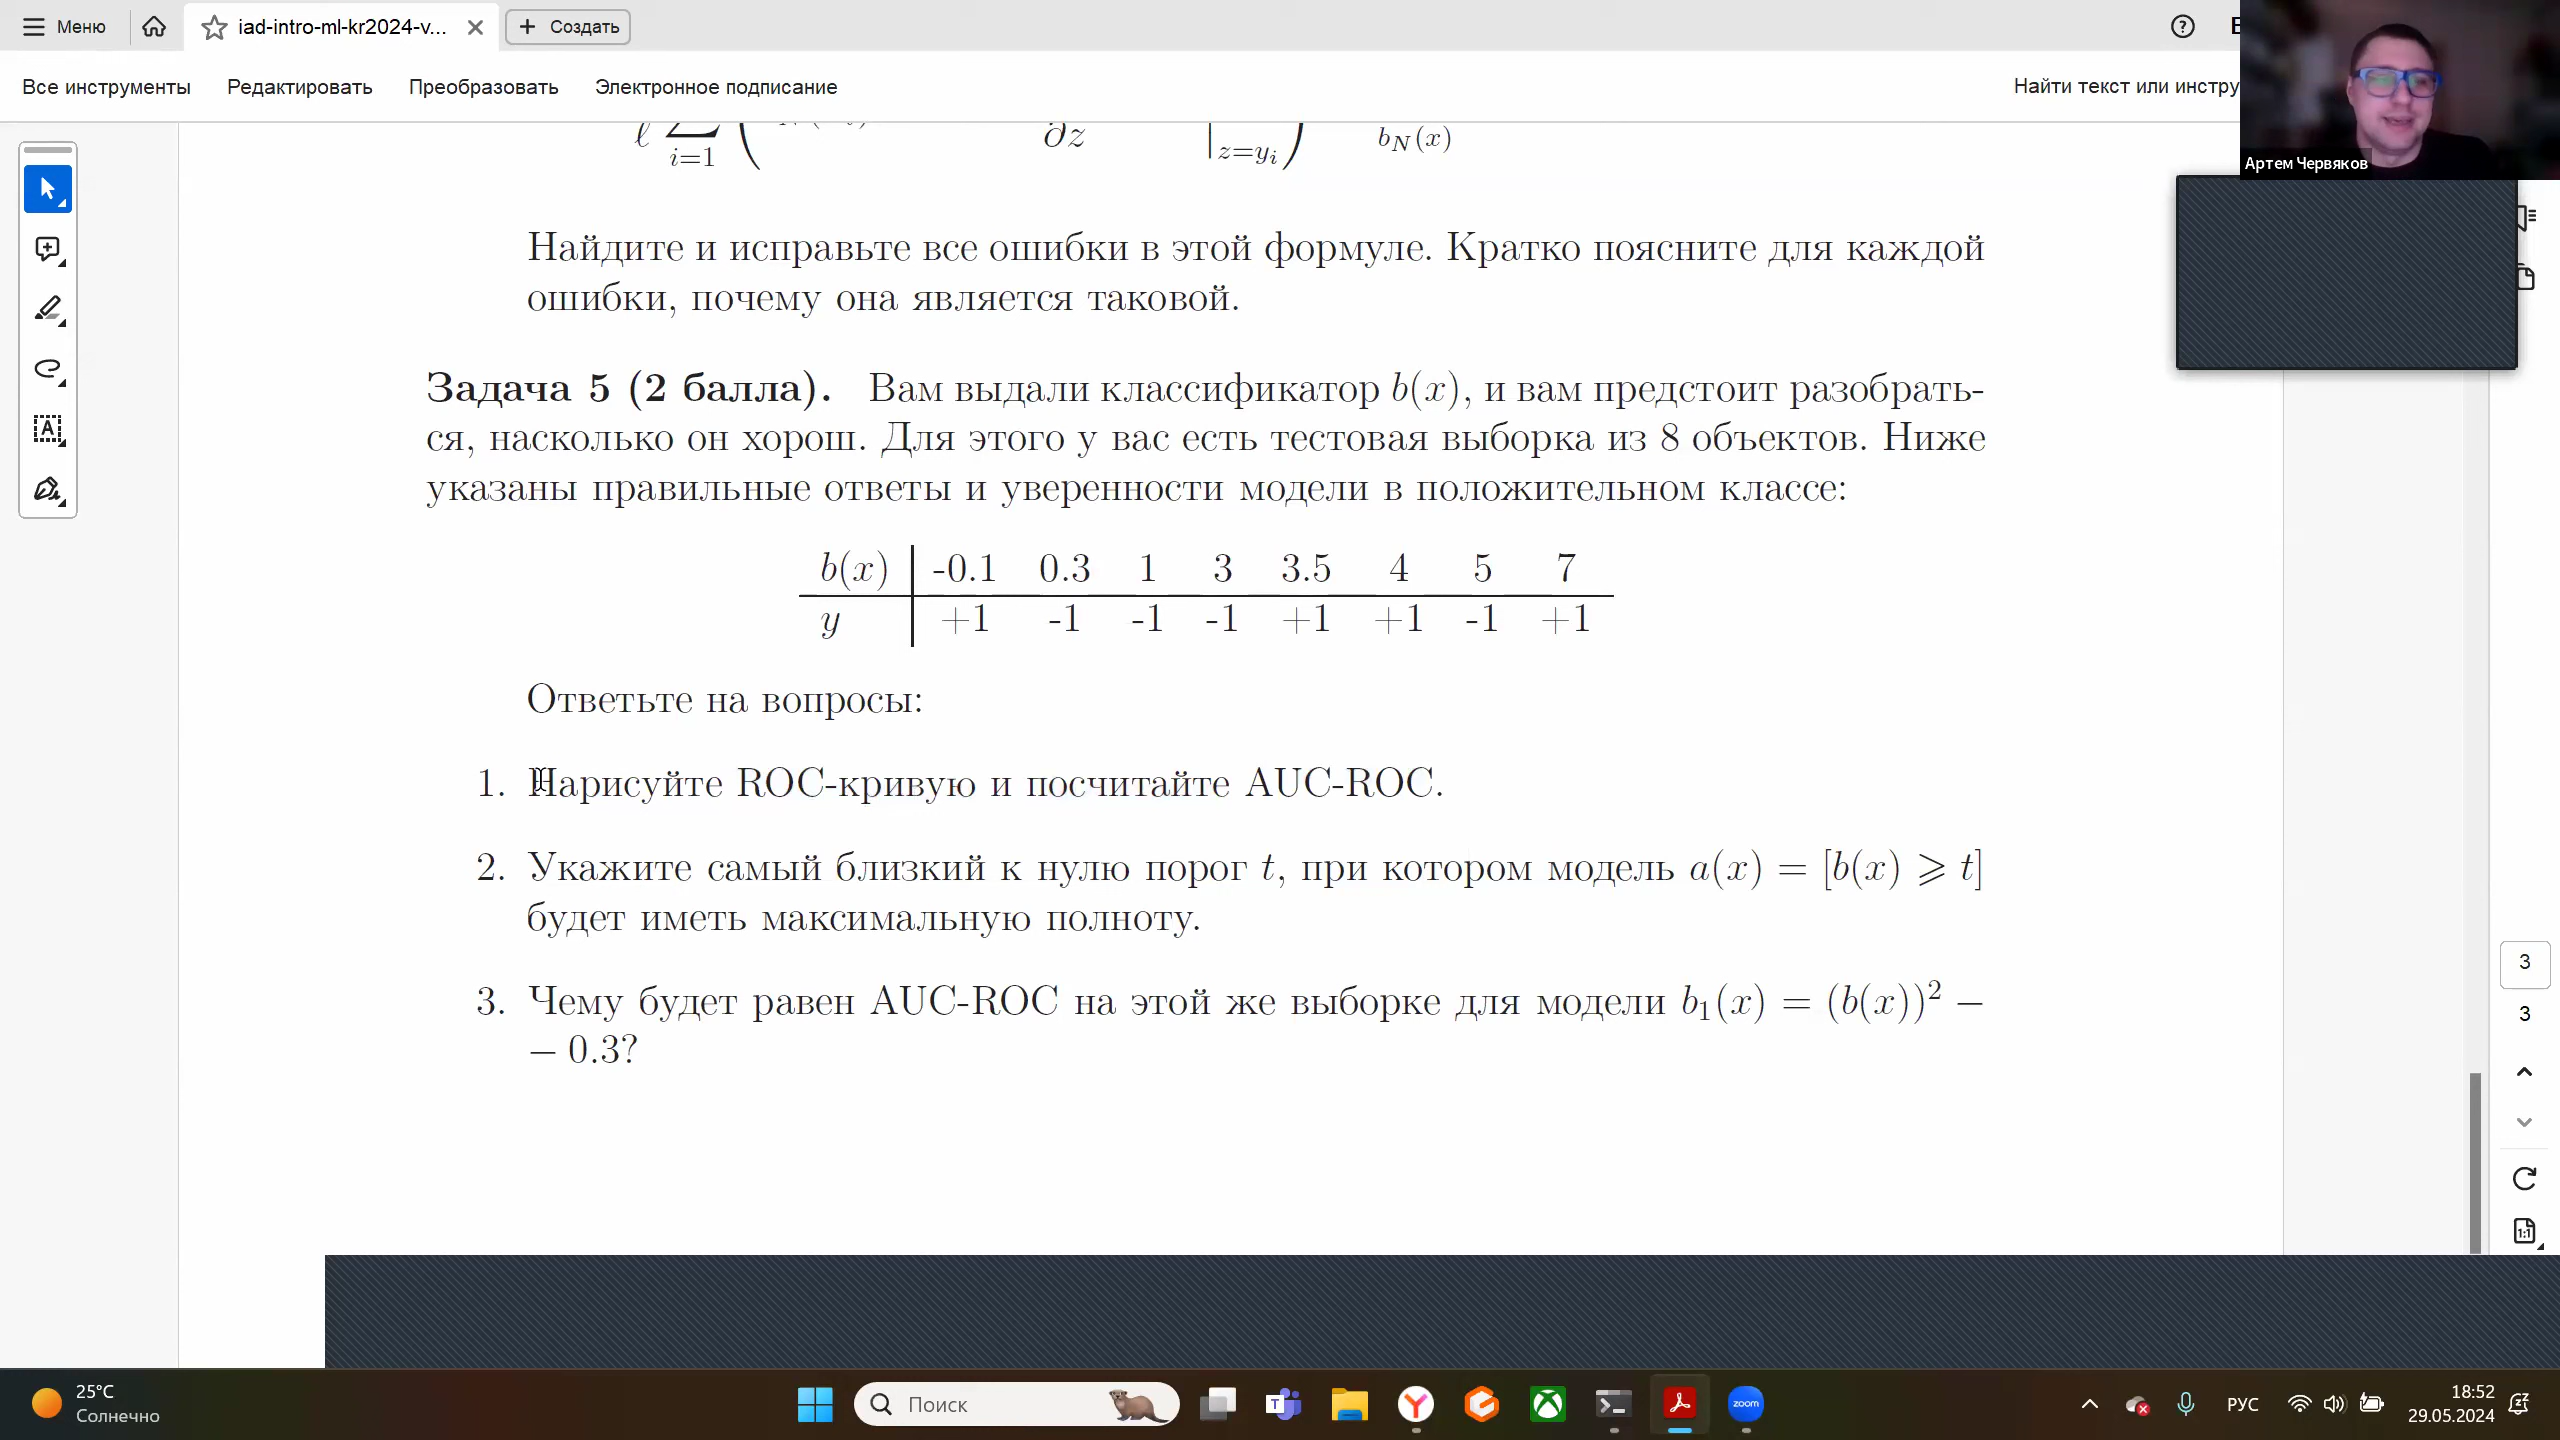 Меню
iad-intro-ml-kr2024-v...
Создать
Все инструменты
Редактировать
Преобразовать
Электронное подписание
Найти текст или инстру
Артем Червяков
ℓ ∑ i=1 ( ∂z | z=y_i ) b_N(x)
Найдите и исправьте все ошибки в этой формуле. Кратко поясните для каждой
ошибки, почему она является таковой.
Задача 5 (2 балла). Вам выдали классификатор b(x), и вам предстоит разобрать-
ся, насколько он хорош. Для этого у вас есть тестовая выборка из 8 объектов. Ниже
указаны правильные ответы и уверенности модели в положительном классе:
b(x) -0.1 0.3 1 3 3.5 4 5 7
y +1 -1 -1 -1 +1 +1 -1 +1
Ответьте на вопросы:
1. Нарисуйте ROC-кривую и посчитайте AUC-ROC.
2. Укажите самый близкий к нулю порог t, при котором модель a(x) = [b(x) ⩾ t]
будет иметь максимальную полноту.
3. Чему будет равен AUC-ROC на этой же выборке для модели b₁(x) = (b(x))² −
− 0.3?
3
3
1:1
25°C
Солнечно
Поиск
zoom
РУС
18:52
29.05.2024